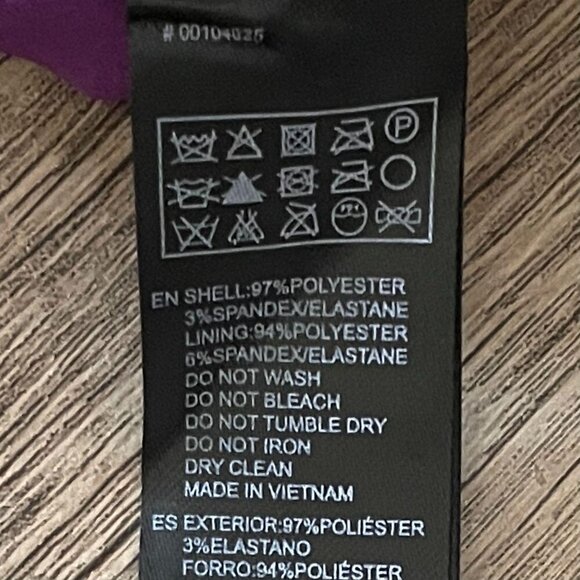 # 00104025
P
EN SHELL:97%POLYESTER
3%SPANDEX/ELASTANE
LINING:94%POLYESTER
6%SPANDEX/ELASTANE
DO NOT WASH
DO NOT BLEACH
DO NOT TUMBLE DRY
DO NOT IRON
DRY CLEAN
MADE IN VIETNAM
ES EXTERIOR:97%POLIÉSTER
3%ELASTANO
FORRO:94%POLIÉSTER